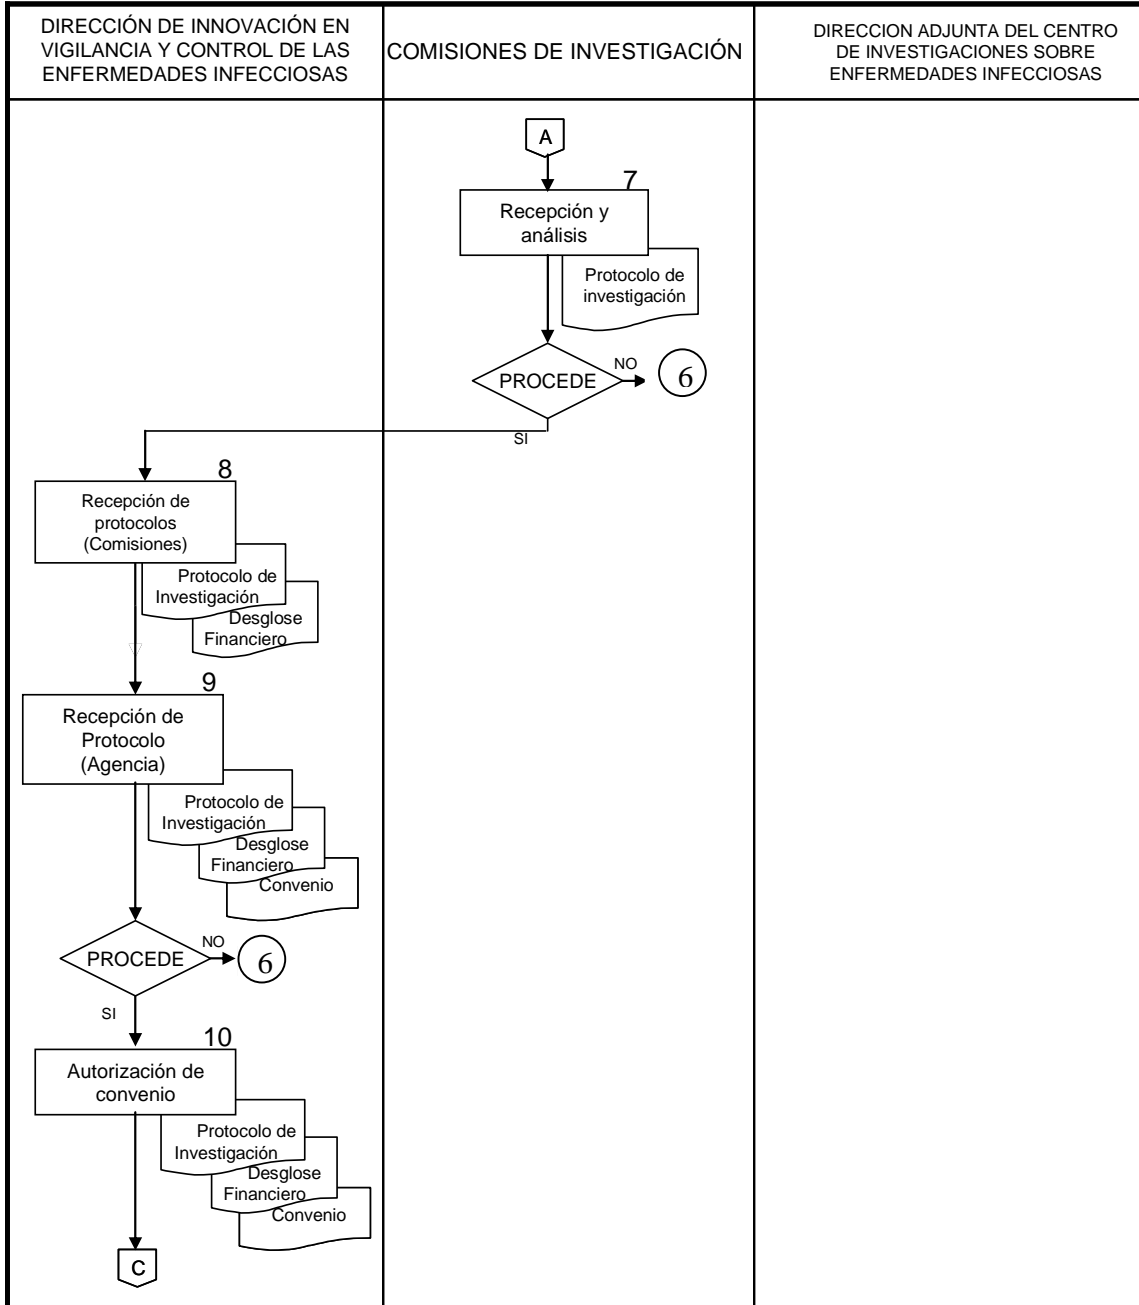 DIRECCIÓN DE INNOVACIÓN EN
VIGILANCIA Y CONTROL DE LAS
ENFERMEDADES INFECCIOSAS
COMISIONES DE INVESTIGACIÓN
DIRECCION ADJUNTA DEL CENTRO
DE INVESTIGACIONES SOBRE
ENFERMEDADES INFECCIOSAS
A
7
Recepción y
análisis
Protocolo de
investigación
PROCEDE
NO
6
SI
8
Recepción de
protocolos
(Comisiones)
Protocolo de
Investigación
Desglose
Financiero
9
Recepción de
Protocolo
(Agencia)
Protocolo de
Investigación
Desglose
Financiero
Convenio
PROCEDE
NO
6
SI
10
Autorización de
convenio
Protocolo de
Investigación
Desglose
Financiero
Convenio
C